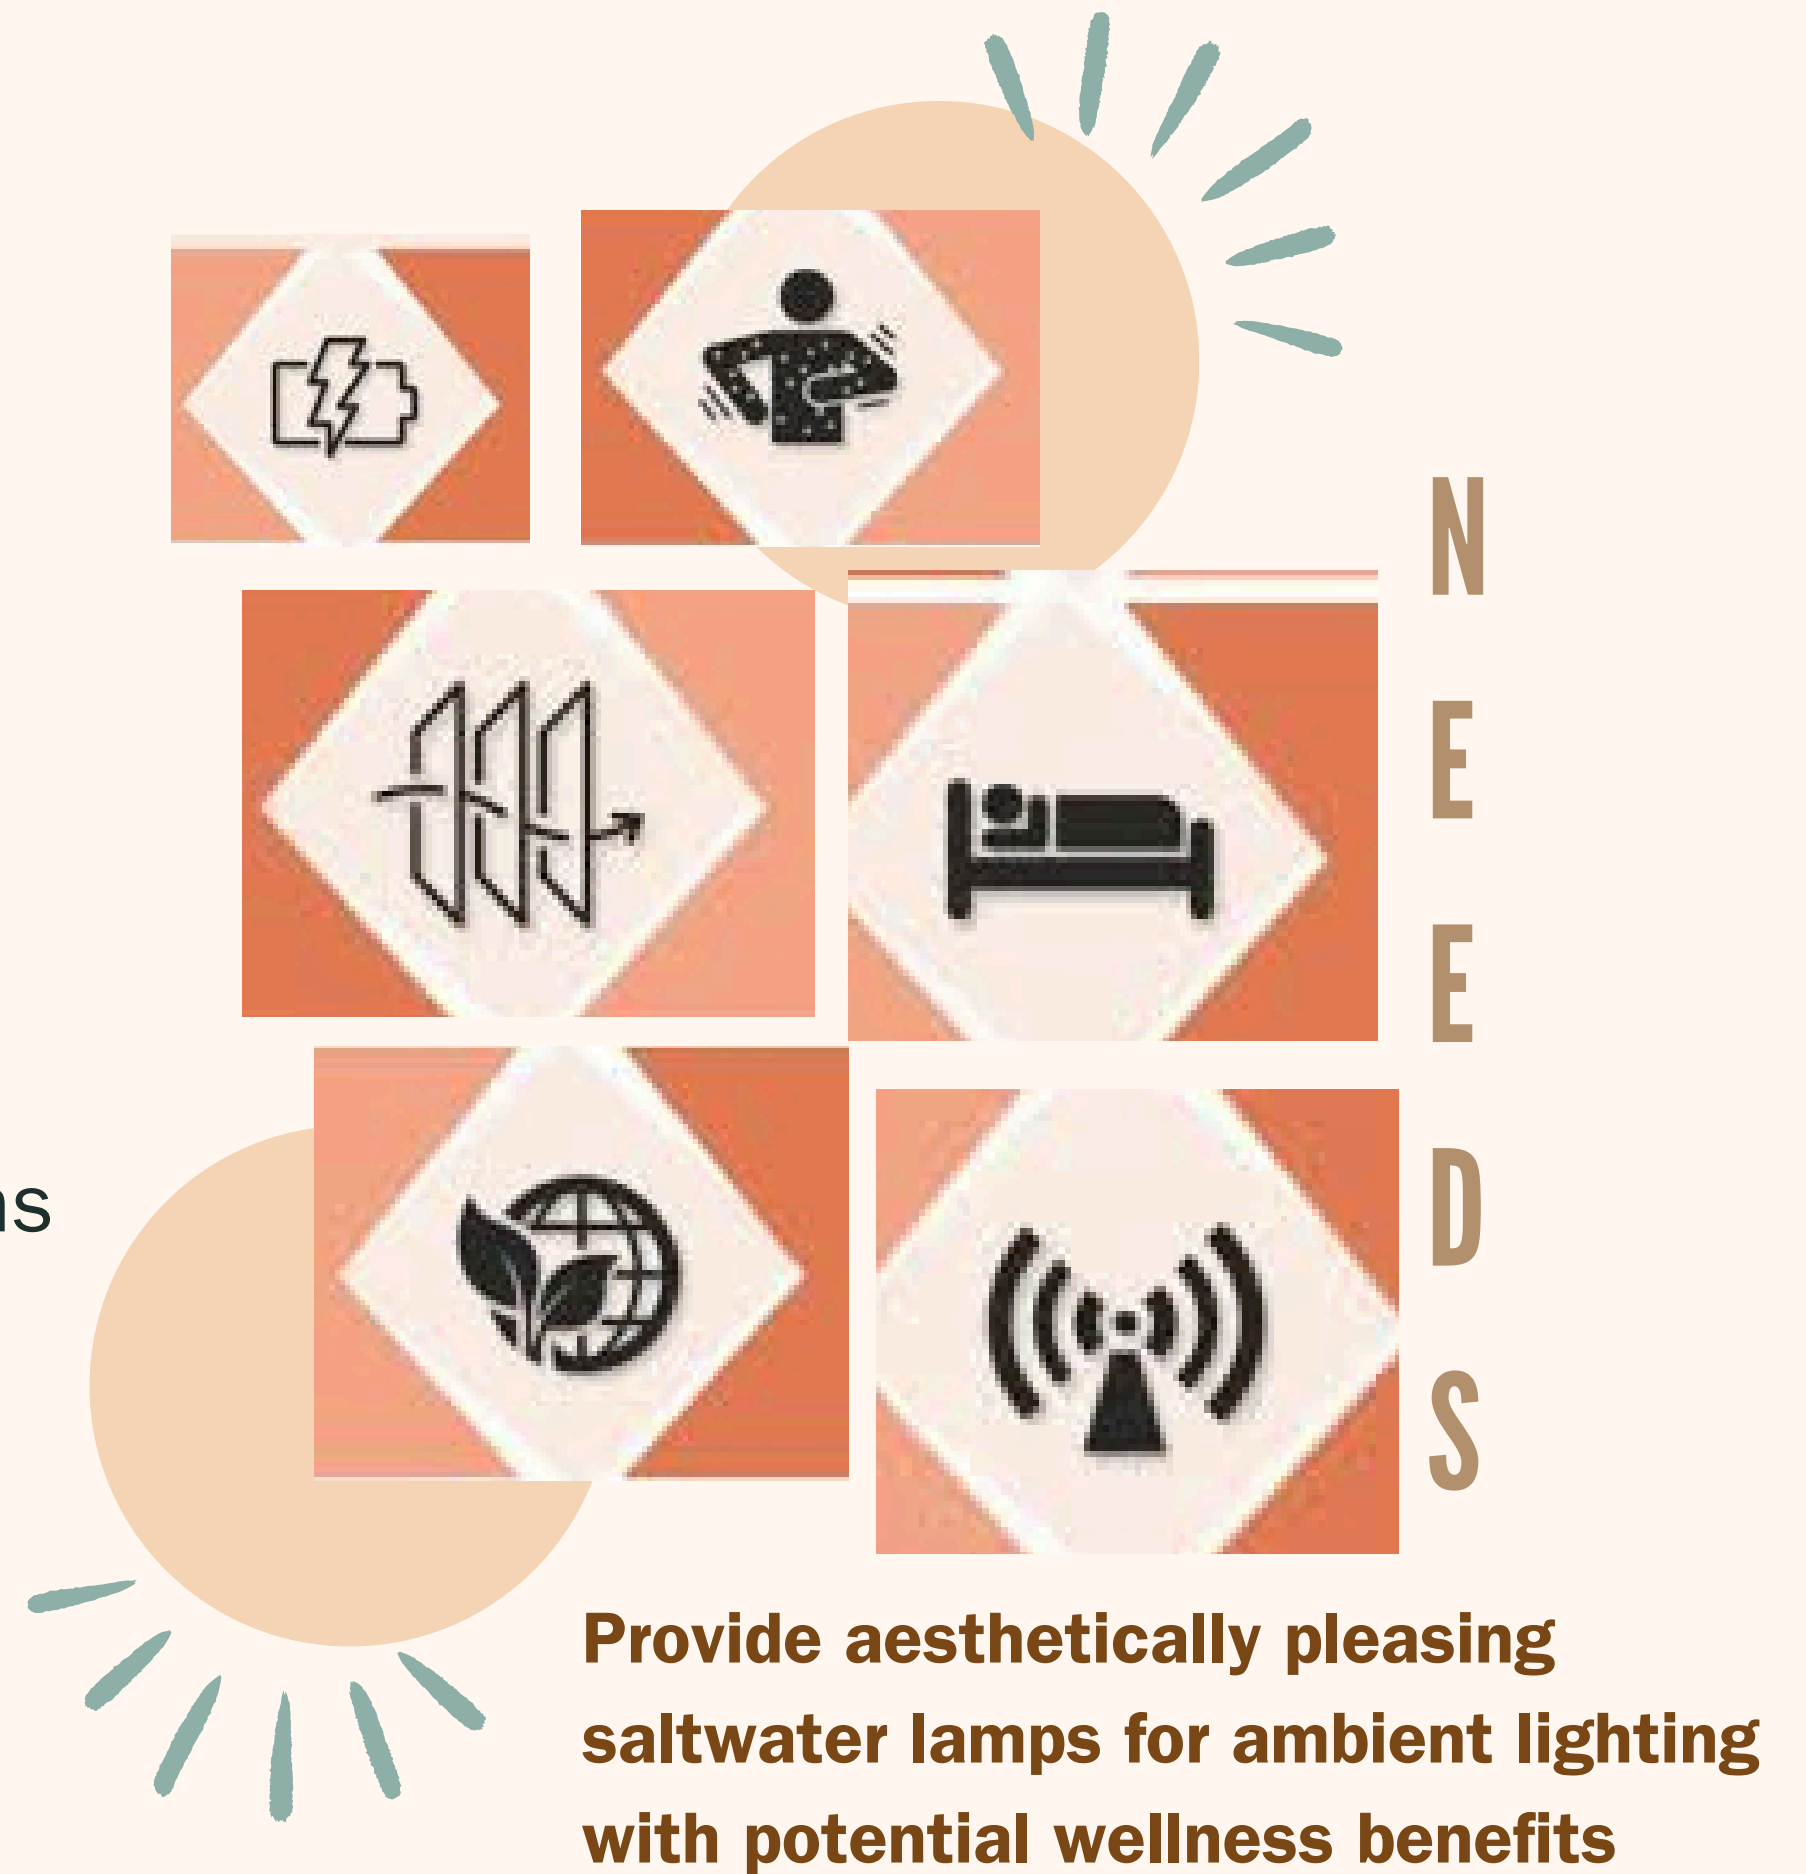 N
E
E
D
S
Provide aesthetically pleasing
saltwater lamps for ambient lighting
with potential wellness benefits